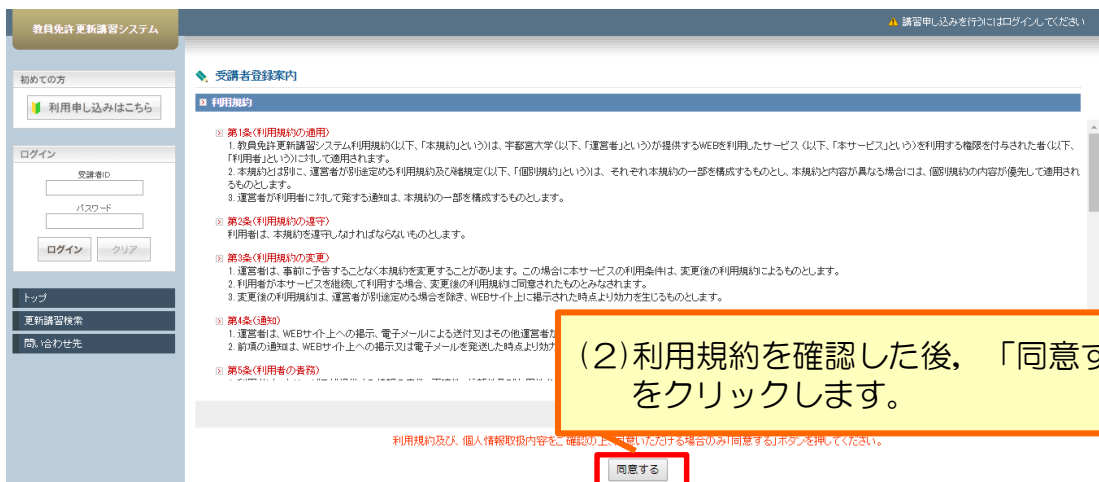 教員免許更新講習システム
講習申し込みを行うにはログインしてください
初めての方
利用申し込みはこちら
ログイン
受講者ID
パスワード
ログイン
クリア
トップ
更新講習検索
問い合わせ先
受講者登録案内
利用規約
第1条(利用規約の適用)
1. 教員免許更新講習システム利用規約(以下、「本規約」という)は、宇都宮大学(以下、「運営者」という)が提供するWEBを利用したサービス(以下、「本サービス」という)を利用する権限を付与された者(以下、
「利用者」という)に対して適用されます。
2. 本規約とは別に、運営者が別途定める利用規約及び諸規定(以下、「個別規約」という)は、それぞれ本規約の一部を構成するものとし、本規約と内容が異なる場合には、個別規約の内容が優先して適用され
るものとします。
3. 運営者が利用者に対して発する通知は、本規約の一部を構成するものとします。
第2条(利用規約の遵守)
利用者は、本規約を遵守しなければならないものとします。
第3条(利用規約の変更)
1. 運営者は、事前に予告することなく本規約を変更することがあります。この場合に本サービスの利用条件は、変更後の利用規約によるものとします。
2. 利用者が本サービスを継続して利用する場合、変更後の利用規約に同意されたものとみなされます。
3. 変更後の利用規約は、運営者が別途定める場合を除き、WEBサイト上に掲示された時点より効力を生じるものとします。
第4条(通知)
1. 運営者は、WEBサイト上への掲示、電子メールによる送付又はその他運営者が
2. 前項の通知は、WEBサイト上への掲示又は電子メールを発送した時点より効力
第5条(利用者の責務)
(2)利用規約を確認した後，「同意す
をクリックします。
利用規約及び、個人情報取扱内容をご確認の上、同意いただける場合のみ「同意する」ボタンを押してください。
同意する